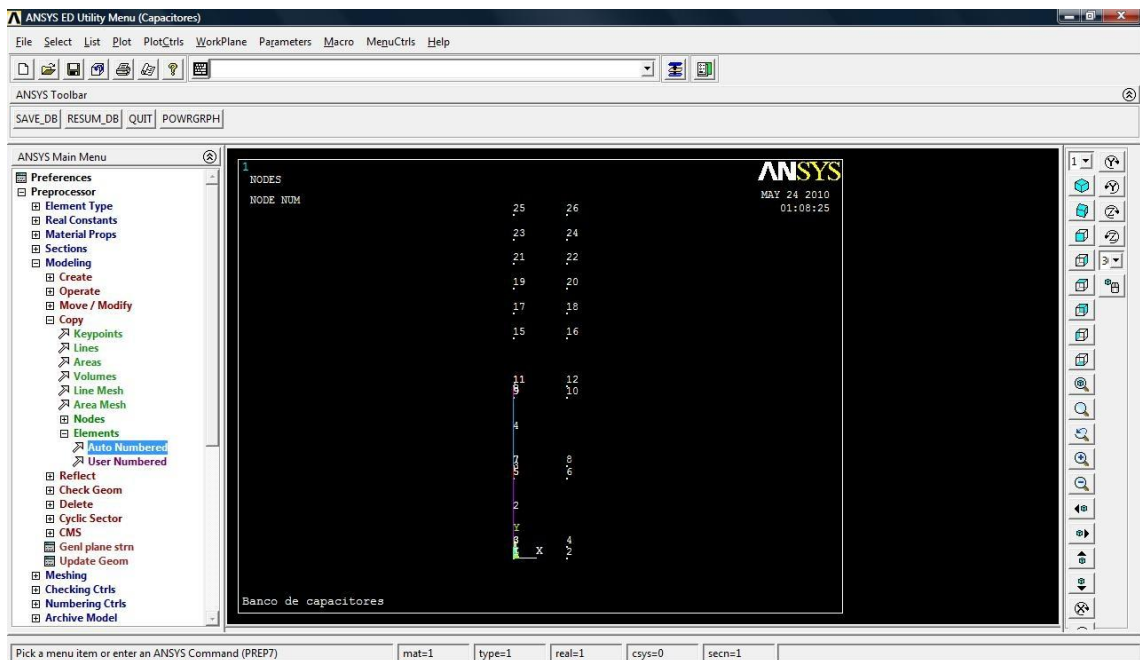 ANSYS ED Utility Menu (Capacitores)
File Select List Plot PlotCtrls WorkPlane Parameters Macro MenuCtrls Help
ANSYS Toolbar
SAVE_DB RESUM_DB QUIT POWRGRPH
ANSYS Main Menu
Preferences
Preprocessor
Element Type
Real Constants
Material Props
Sections
Modeling
Create
Operate
Move / Modify
Copy
Keypoints
Lines
Areas
Volumes
Line Mesh
Area Mesh
Nodes
Elements
Auto Numbered
User Numbered
Reflect
Check Geom
Delete
Cyclic Sector
CMS
Genl plane strn
Update Geom
Meshing
Checking Ctrls
Numbering Ctrls
Archive Model
1
NODES
NODE NUM
ANSYS
MAY 24 2010
01:08:25
25 26
23 24
21 22
19 20
17 18
15 16
11 12
9 10
4
7 8
5 6
2
Y
3 4
X 2
Banco de capacitores
1
3
Pick a menu item or enter an ANSYS Command (PREP7) mat=1 type=1 real=1 csys=0 secn=1